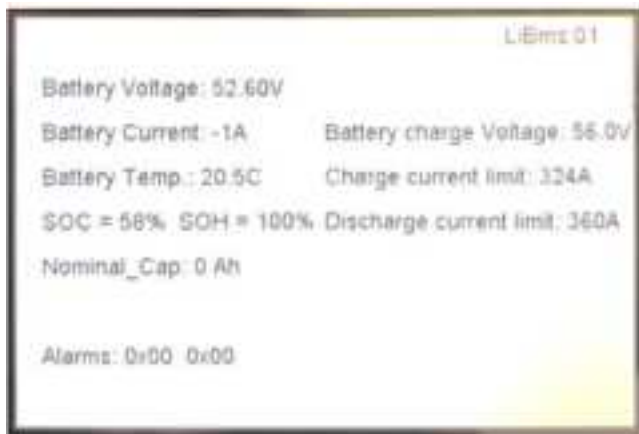 LiBms 01
Battery Voltage: 52.60V
Battery Current: -1A Battery charge Voltage: 56.0V
Battery Temp.: 20.5C Charge current limit: 324A
SOC = 58% SOH = 100% Discharge current limit: 360A
Nominal_Cap: 0 Ah
Alarms: 0x00 0x00